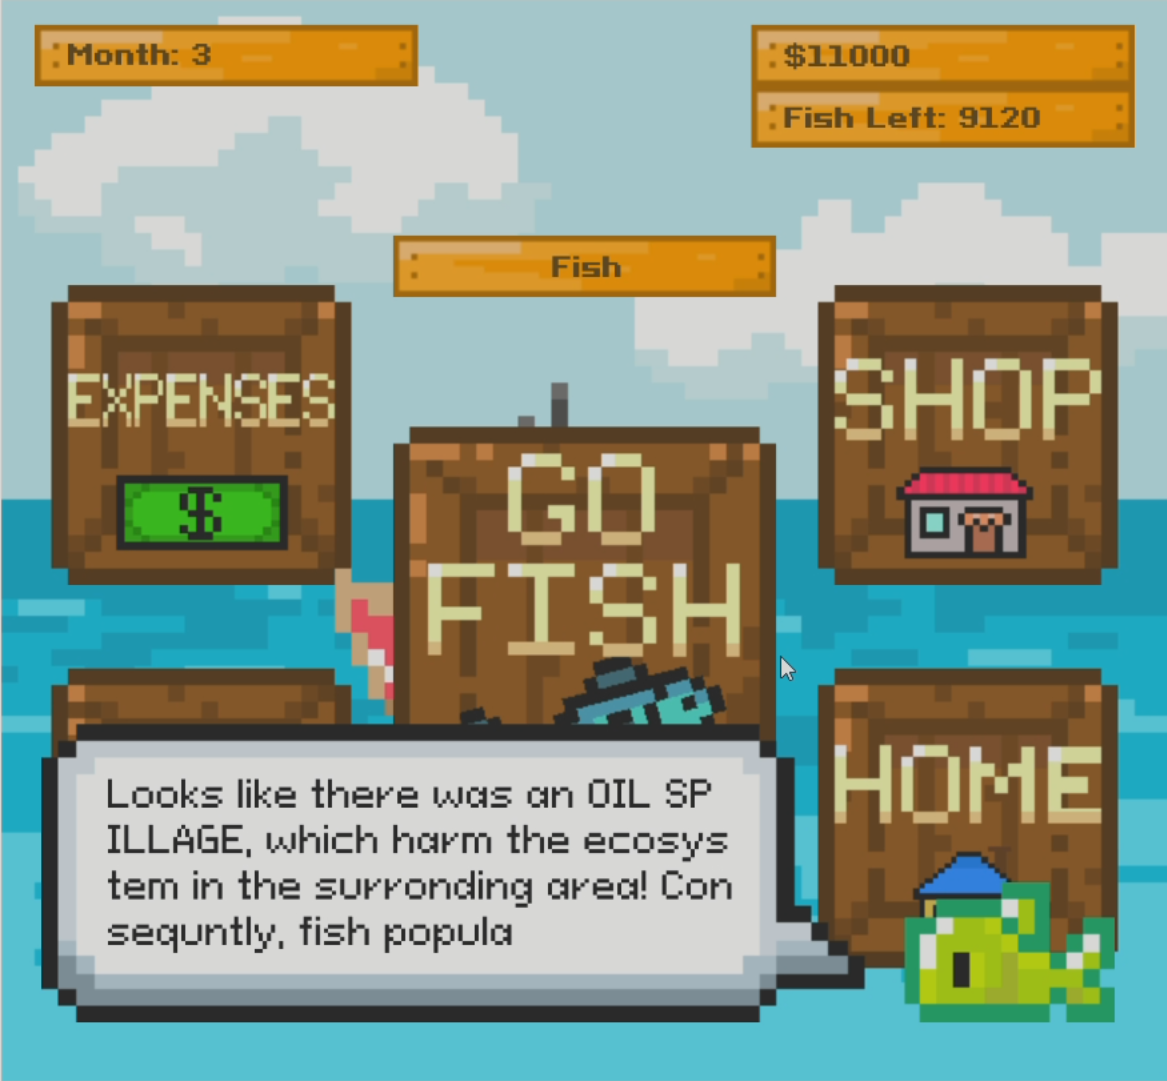 Month: 3
$11000
Fish Left: 9120
Fish
EXPENSES
$
SHOP
GO
FISH
HOME
Looks like there was an OIL SP
ILLAGE, which harm the ecosys
tem in the surronding area! Con
sequntly, fish popula